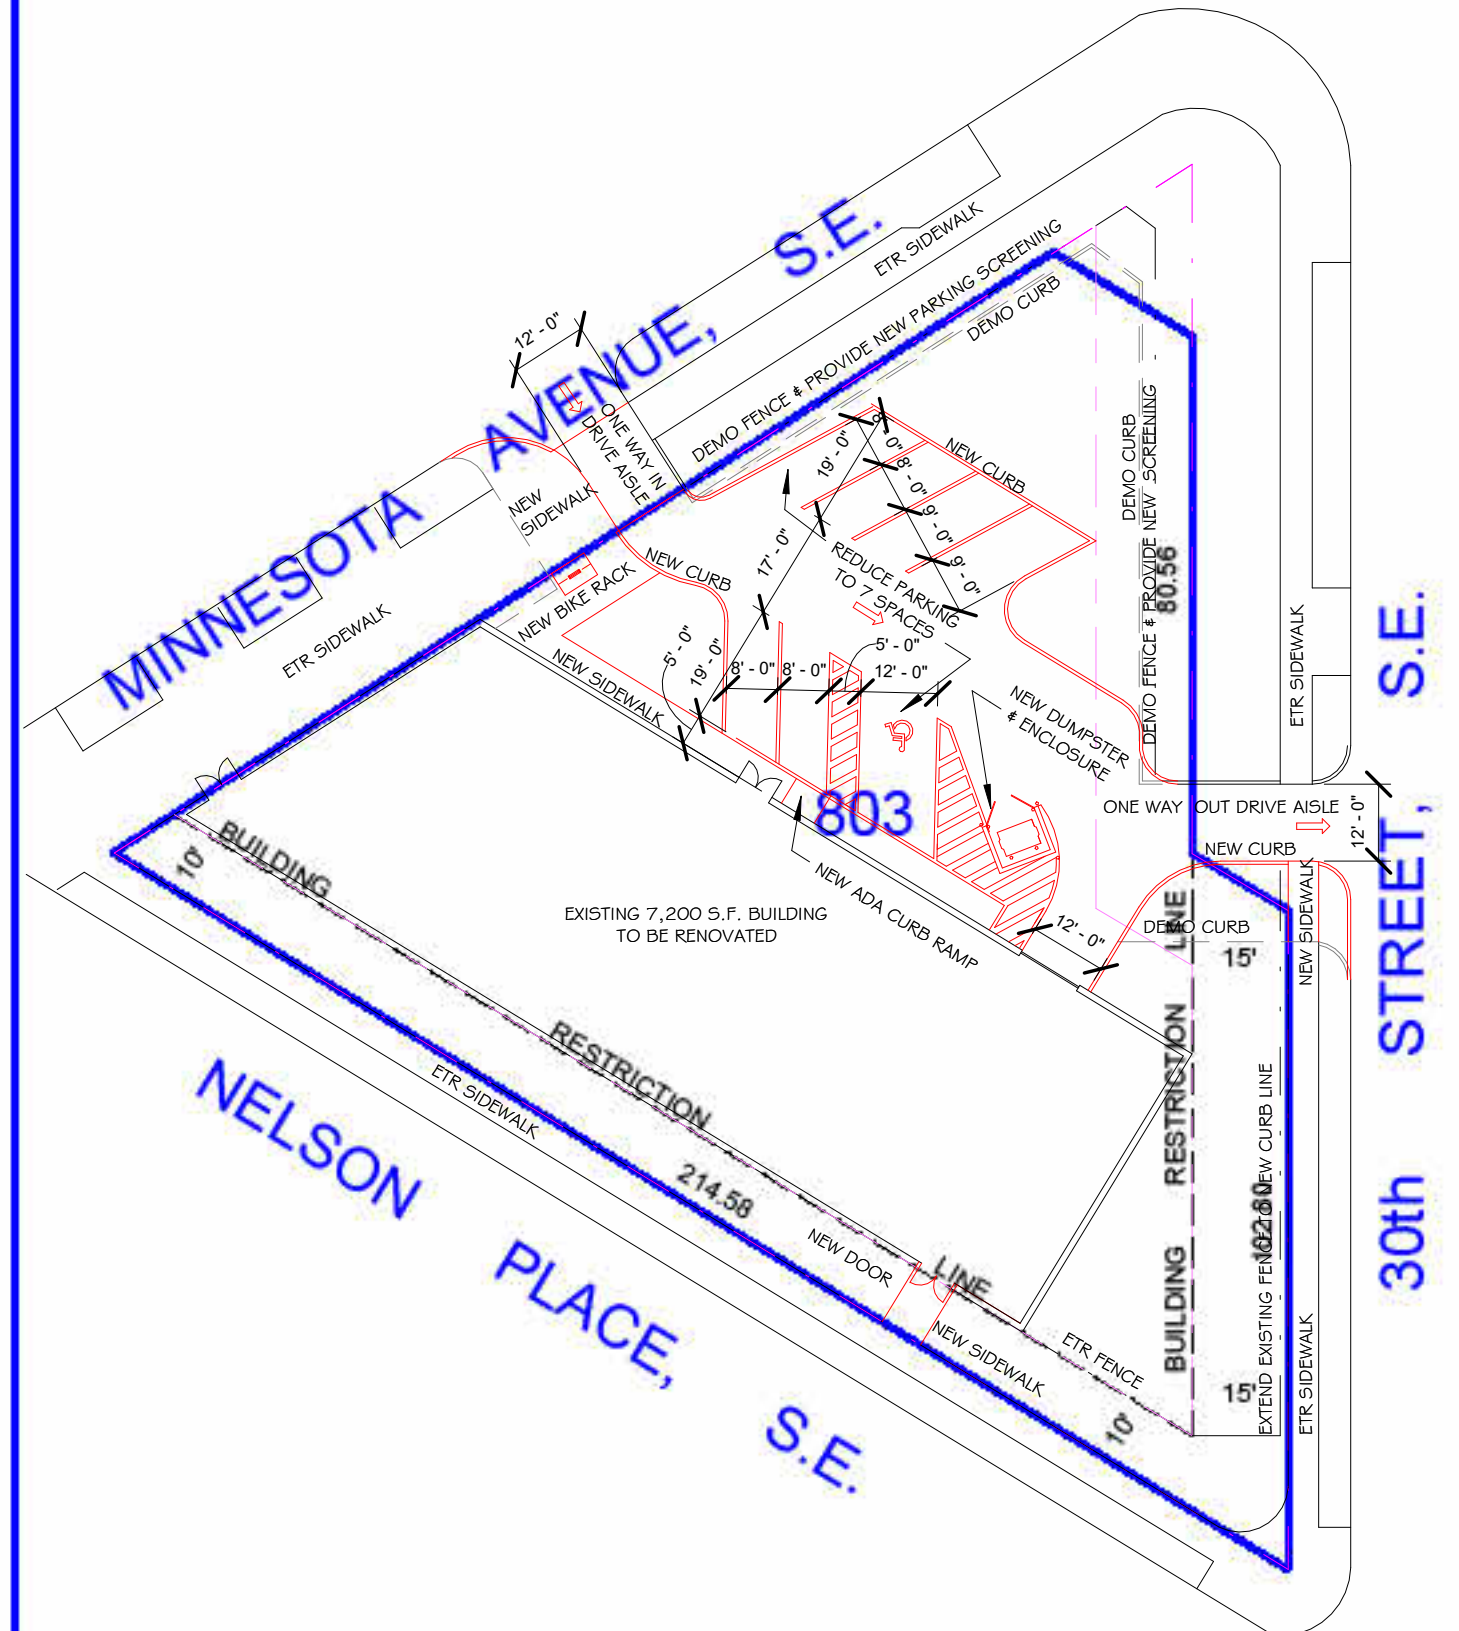 MINNESOTA AVENUE, S.E.
ETR SIDEWALK
12' - 0"
ONE WAY IN
DRIVE AISLE
DEMO FENCE & PROVIDE NEW PARKING SCREENING
DEMO CURB
NEW
SIDEWALK
ETR SIDEWALK
NEW BIKE RACK
NEW CURB
NEW SIDEWALK
19' - 0"
17' - 0"
19' - 0"
5' - 0"
8' - 0"
8' - 0"
9' - 0"
9' - 0"
NEW CURB
REDUCE PARKING
TO 7 SPACES
5' - 0"
8' - 0"
8' - 0"
12' - 0"
DEMO CURB
DEMO FENCE & PROVIDE NEW SCREENING
80.56
ETR SIDEWALK
NEW DUMPSTER
& ENCLOSURE
803
ONE WAY OUT DRIVE AISLE
12' - 0"
NEW CURB
NEW SIDEWALK
DEMO CURB
15'
12' - 0"
NEW ADA CURB RAMP
EXISTING 7,200 S.F. BUILDING
TO BE RENOVATED
10'
BUILDING RESTRICTION LINE
BUILDING RESTRICTION LINE
214.58
ETR SIDEWALK
NEW DOOR
NEW SIDEWALK
ETR FENCE
10'
15'
EXTEND EXISTING FENCE TO NEW CURB LINE
ETR SIDEWALK
NELSON PLACE, S.E.
30th STREET, S.E.